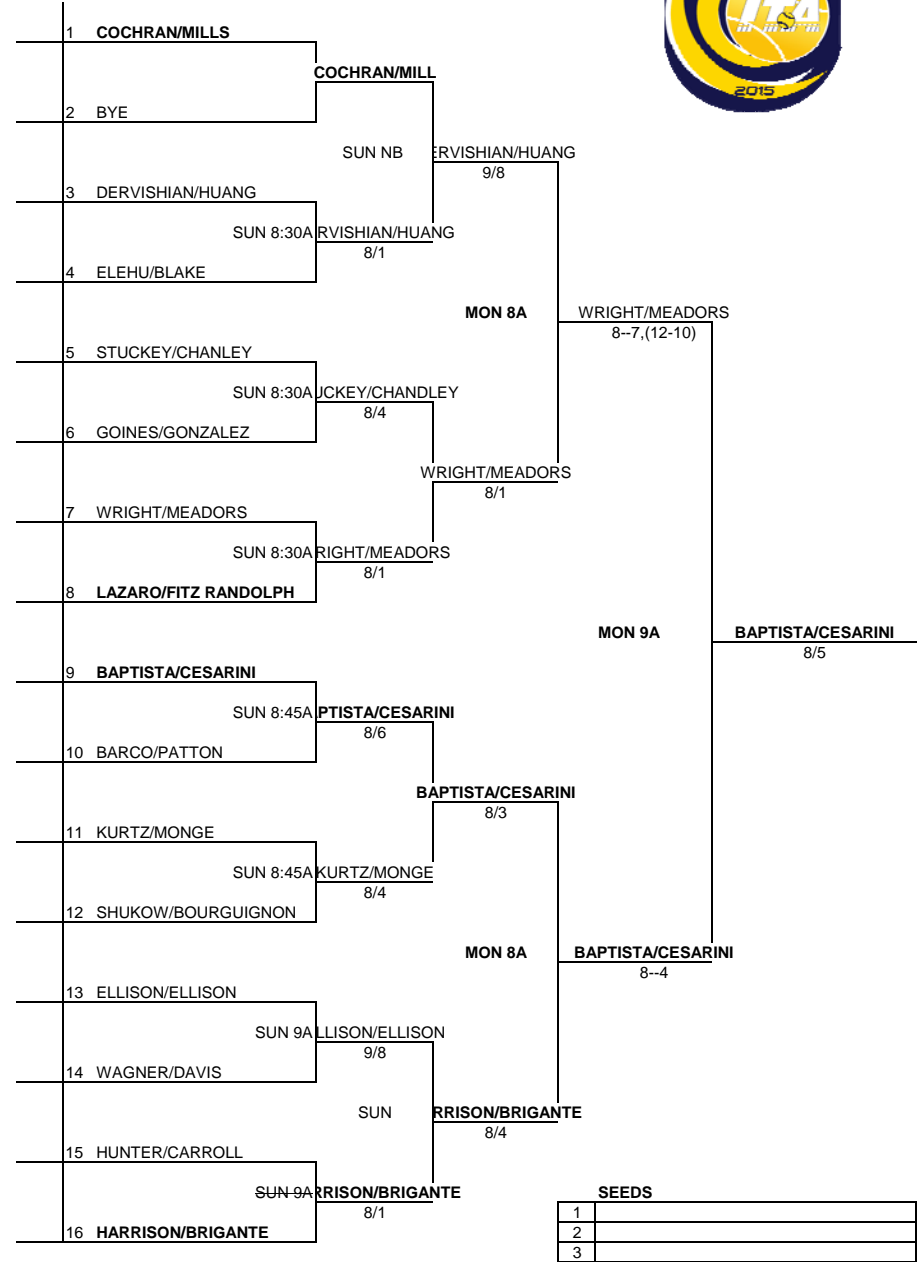 ITA
2015
1 COCHRAN/MILLS
COCHRAN/MILL
2 BYE
SUN NB ERVISHIAN/HUANG
9/8
3 DERVISHIAN/HUANG
SUN 8:30A RVISHIAN/HUANG
8/1
4 ELEHU/BLAKE
MON 8A WRIGHT/MEADORS
8--7,(12-10)
5 STUCKEY/CHANLEY
SUN 8:30A UCKEY/CHANDLEY
8/4
6 GOINES/GONZALEZ
WRIGHT/MEADORS
8/1
7 WRIGHT/MEADORS
SUN 8:30A RIGHT/MEADORS
8/1
8 LAZARO/FITZ RANDOLPH
MON 9A BAPTISTA/CESARINI
8/5
9 BAPTISTA/CESARINI
SUN 8:45A PTISTA/CESARINI
8/6
10 BARCO/PATTON
BAPTISTA/CESARINI
8/3
11 KURTZ/MONGE
SUN 8:45A KURTZ/MONGE
8/4
12 SHUKOW/BOURGUIGNON
MON 8A BAPTISTA/CESARINI
8--4
13 ELLISON/ELLISON
SUN 9A LLISON/ELLISON
9/8
14 WAGNER/DAVIS
SUN RRISON/BRIGANTE
8/4
15 HUNTER/CARROLL
SUN 9A RRISON/BRIGANTE
8/1
16 HARRISON/BRIGANTE
SEEDS
1
2
3